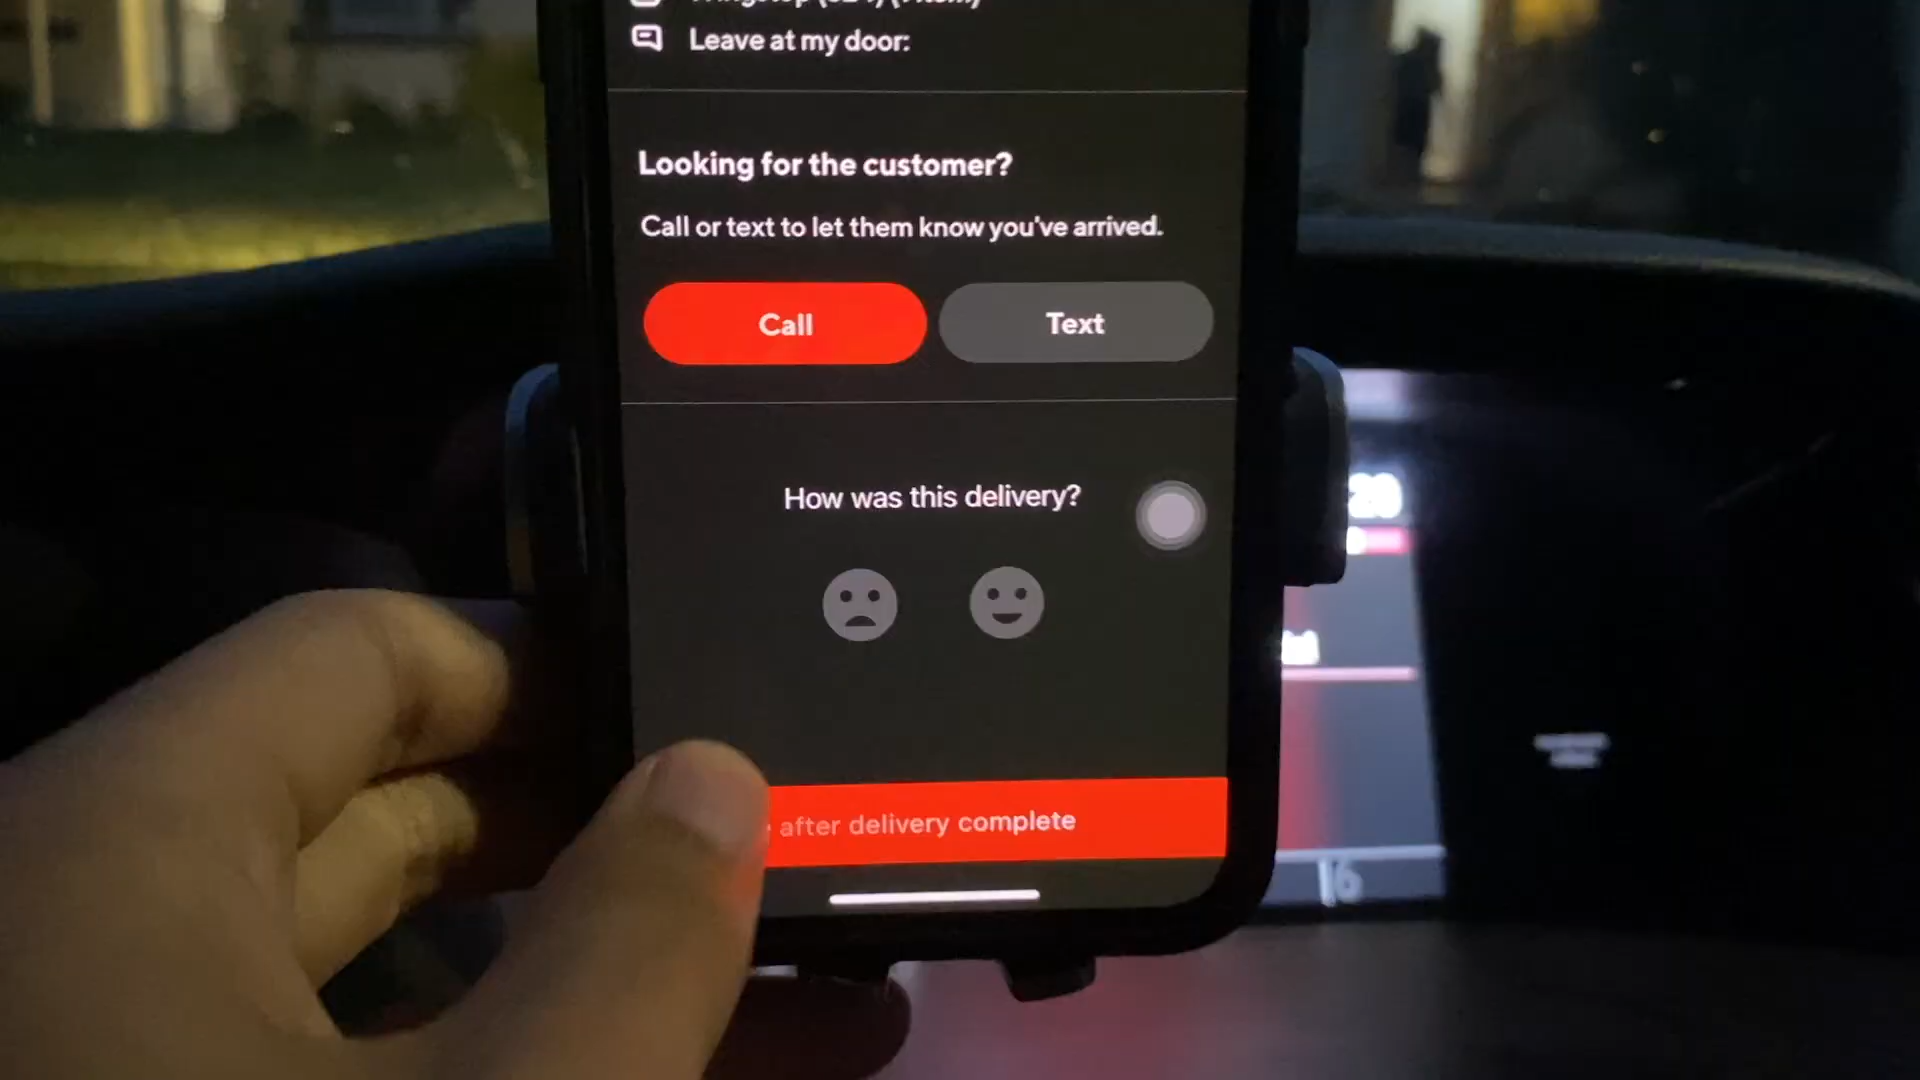 Leave at my door:
Looking for the customer?
Call or text to let them know you've arrived.
Call
Text
How was this delivery?
after delivery complete
16